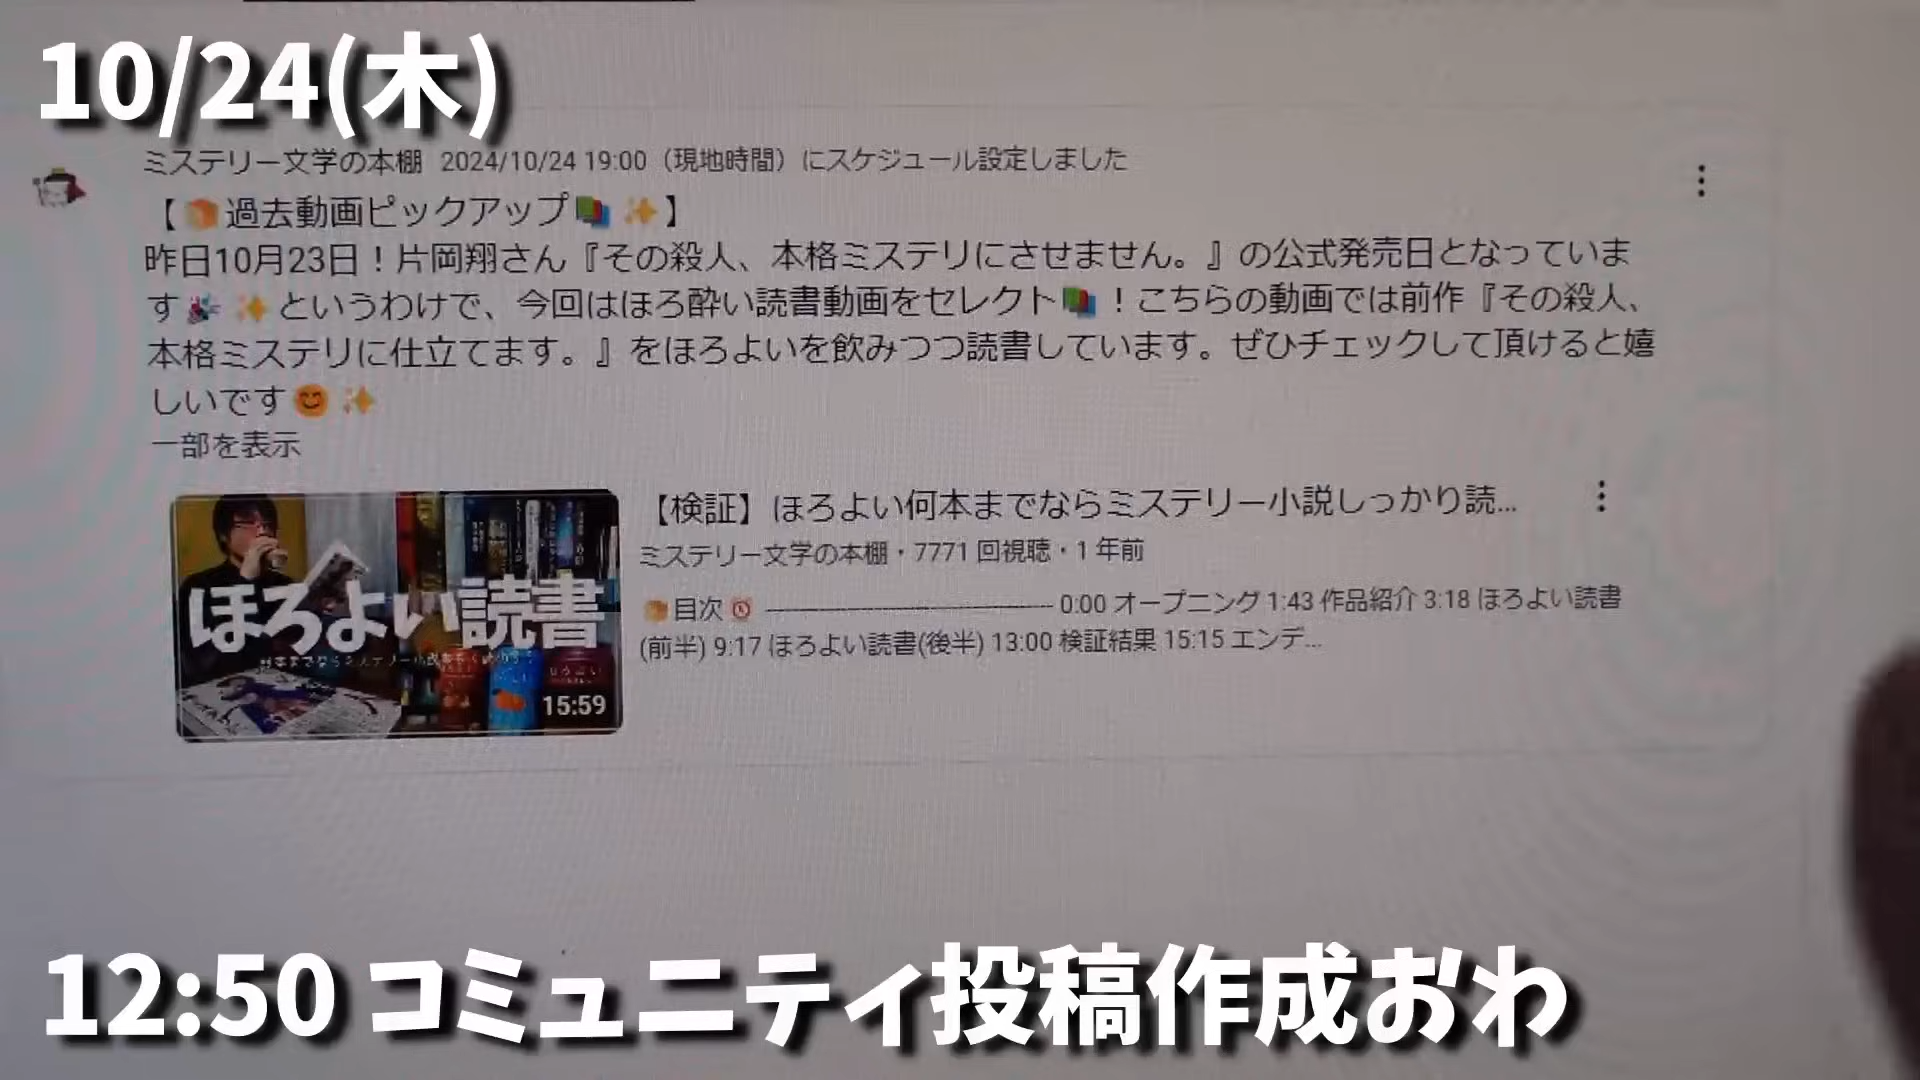 10/24(木)
ミステリー文学の本棚 2024/10/24 19:00（現地時間）にスケジュール設定しました
【📦過去動画ピックアップ📚✨】
昨日10月23日！片岡翔さん『その殺人、本格ミステリにさせません。』の公式発売日となっていま
す🎉✨というわけで、今回はほろ酔い読書動画をセレクト📚！こちらの動画では前作『その殺人、
本格ミステリに仕立てます。』をほろよいを飲みつつ読書しています。ぜひチェックして頂けると嬉
しいです😊✨
一部を表示
【検証】ほろよい何本までならミステリー小説しっかり読...
ミステリー文学の本棚・7771 回視聴・1 年前
📦目次⏰ ―――――――――― 0:00 オープニング 1:43 作品紹介 3:18 ほろよい読書
(前半) 9:17 ほろよい読書(後半) 13:00 検証結果 15:15 エンデ...
ほろよい読書
15:59
12:50 コミュニティ投稿作成おわ